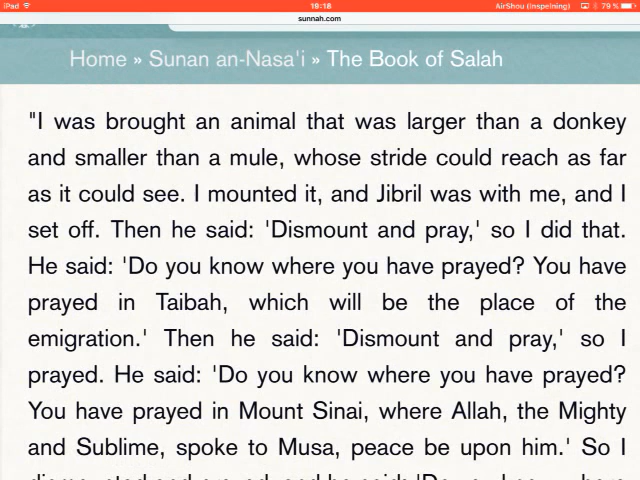 iPad 19:18 AirShou (Inspelning) 79 %
sunnah.com
Home » Sunan an-Nasa'i » The Book of Salah
"I was brought an animal that was larger than a donkey
and smaller than a mule, whose stride could reach as far
as it could see. I mounted it, and Jibril was with me, and I
set off. Then he said: 'Dismount and pray,' so I did that.
He said: 'Do you know where you have prayed? You have
prayed in Taibah, which will be the place of the
emigration.' Then he said: 'Dismount and pray,' so I
prayed. He said: 'Do you know where you have prayed?
You have prayed in Mount Sinai, where Allah, the Mighty
and Sublime, spoke to Musa, peace be upon him.' So I